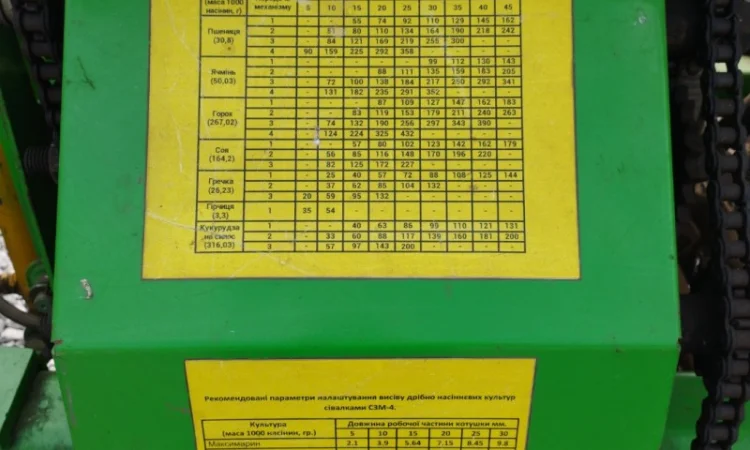 (маса 1000 механізму 5 10 15 20 25 30 35 40 45
насінин, г)
Пшениця (30,8)
1 - - 55 74 92 110 129 145 162
2 - 51 80 110 134 164 190 218 242
3 - 84 121 169 219 255 300 - -
4 90 159 225 292 358 - - - -
Ячмінь (50,03)
1 - - - - - 99 112 130 143
2 - - - 88 111 135 159 183 205
3 - 72 100 138 184 217 250 292 341
4 - 131 182 235 291 352 - - -
Горох (267,02)
1 - - - 87 109 127 147 162 183
2 - - 83 119 153 179 211 240 263
3 - 74 132 190 256 297 343 390 -
4 - 124 224 325 432 - - - -
Соя (164,2)
1 - - 57 80 102 123 142 162 179
2 - 56 85 116 148 170 196 220 -
3 - 82 125 172 227 - - - -
Гречка (26,23)
1 - 25 40 57 72 88 108 125 144
2 - 37 62 85 104 132 - - -
3 20 59 95 132 - - - - -
Гірчиця (3,3)
1 35 54 - - - - - - -
Кукурудза на силос (316,03)
1 - - 40 63 86 99 110 121 131
2 - 33 60 88 117 139 160 181 200
3 - 57 97 143 200 - - - -
Рекомендовані параметри налаштування висіву дрібно насінневих культур
сівалками СЗМ-4.
Культура Довжина робочої частини котушки мм.
(маса 1000 насінин, гр.) 5 10 15 20 25 30
2.1 3.9 5.64 7.15 8.45 9.8